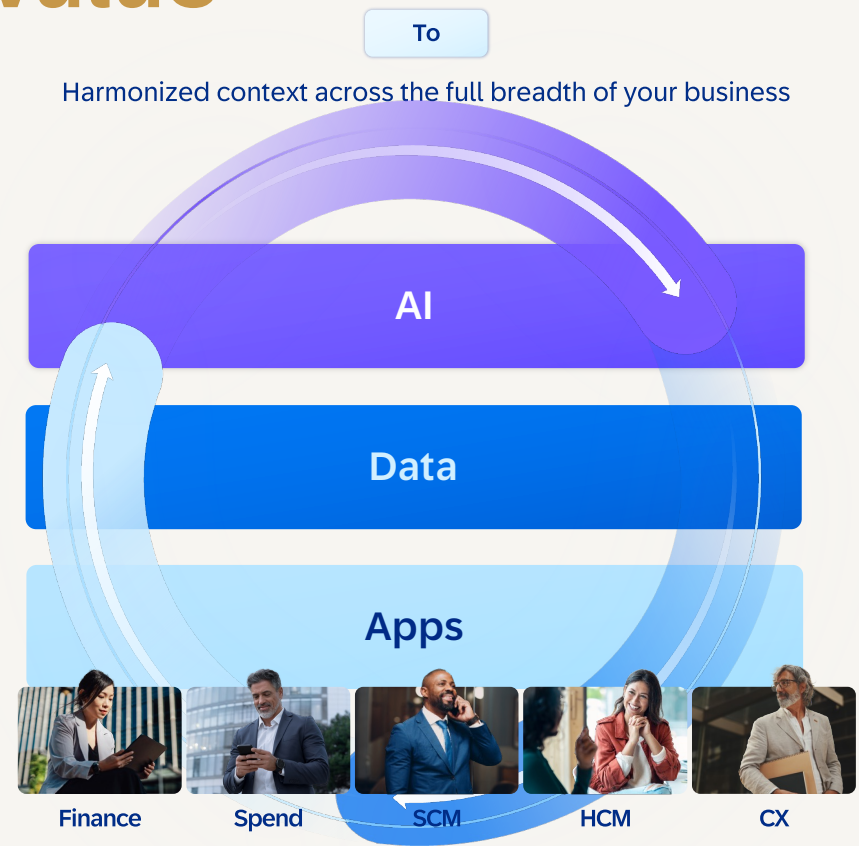 To
Harmonized context across the full breadth of your business
AI
Data
Apps
Finance
Spend
SCM
HCM
CX